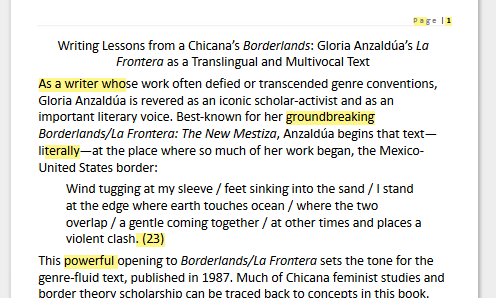 Page | 1
Writing Lessons from a Chicana's Borderlands: Gloria Anzaldúa's La
Frontera as a Translingual and Multivocal Text
As a writer whose work often defied or transcended genre conventions,
Gloria Anzaldúa is revered as an iconic scholar-activist and as an
important literary voice. Best-known for her groundbreaking
Borderlands/La Frontera: The New Mestiza, Anzaldúa begins that text—
literally—at the place where so much of her work began, the Mexico-
United States border:
Wind tugging at my sleeve / feet sinking into the sand / I stand
at the edge where earth touches ocean / where the two
overlap / a gentle coming together / at other times and places a
violent clash. (23)
This powerful opening to Borderlands/La Frontera sets the tone for the
genre-fluid text, published in 1987. Much of Chicana feminist studies and
border theory scholarship can be traced back to concepts in this book.